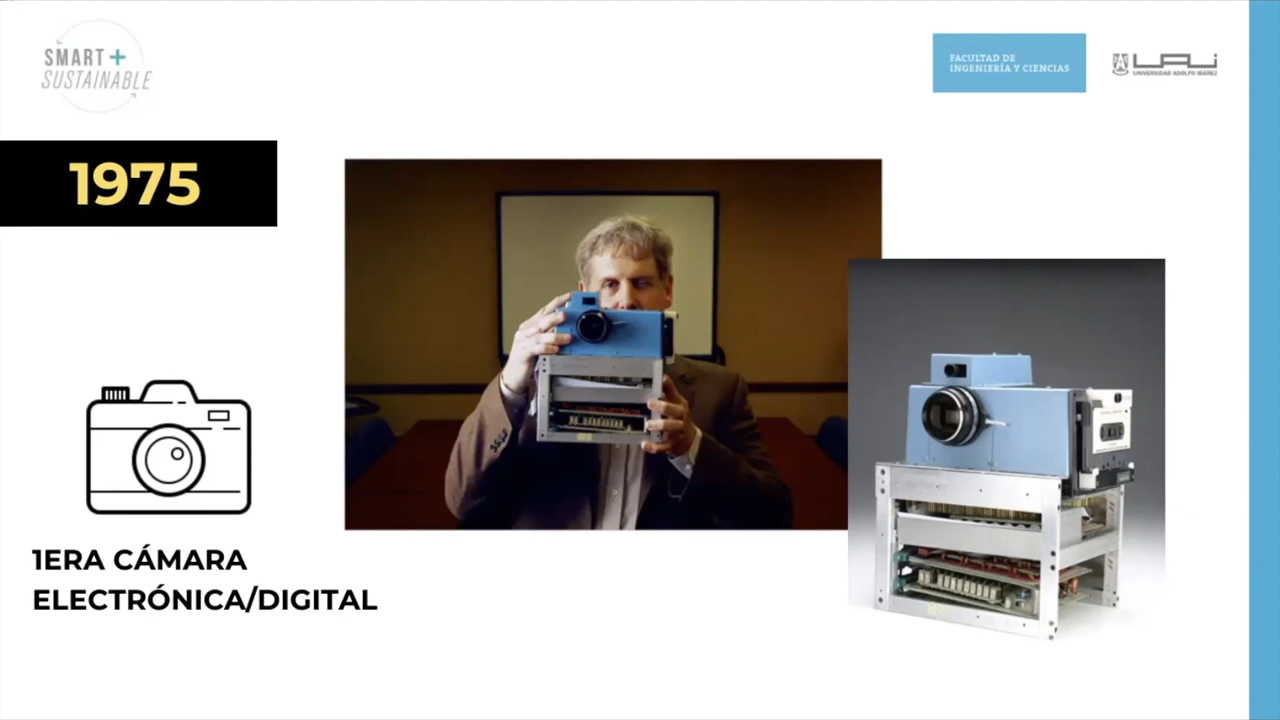 SMART +
SUSTAINABLE
FACULTAD DE
INGENIERÍA Y CIENCIAS
UAI
UNIVERSIDAD ADOLFO IBÁÑEZ
1975
1ERA CÁMARA
ELECTRÓNICA/DIGITAL